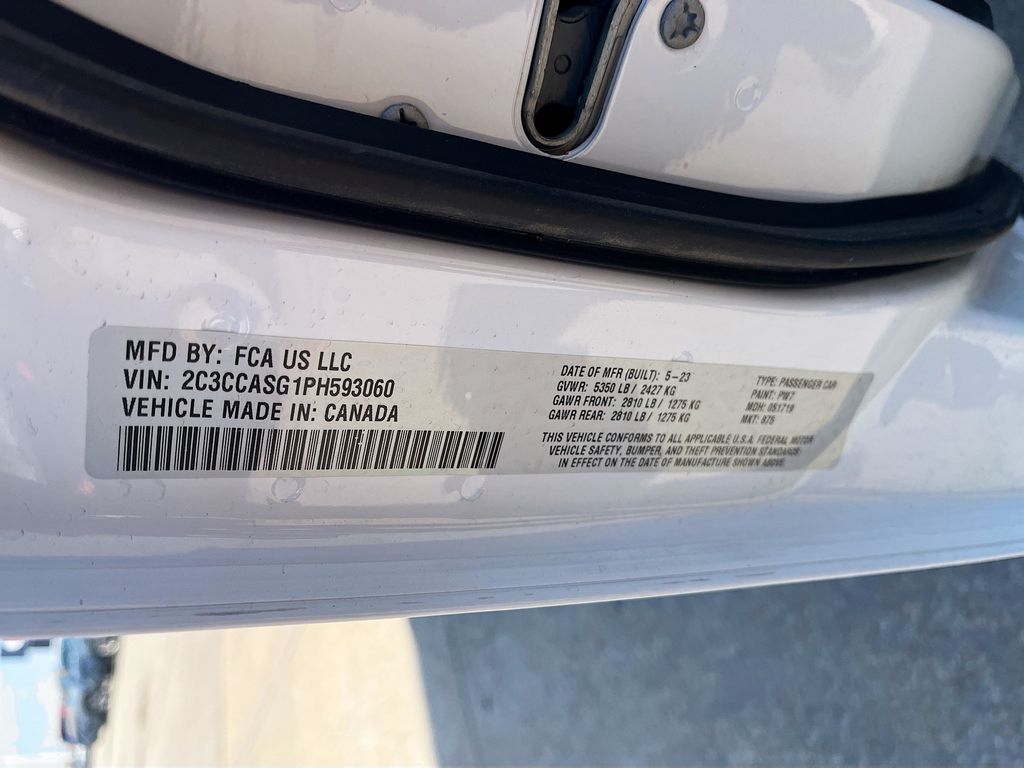 MFD BY: FCA US LLC
VIN: 2C3CCASG1PH593060
VEHICLE MADE IN: CANADA
DATE OF MFR (BUILT): 5-23
GVWR: 5350 LB / 2427 KG
GAWR FRONT: 2810 LB / 1275 KG
GAWR REAR: 2810 LB / 1275 KG
TYPE: PASSENGER CAR
PAINT: PW7
MDH: 051719
MKT: 975
THIS VEHICLE CONFORMS TO ALL APPLICABLE U.S.A. FEDERAL MOTOR
VEHICLE SAFETY, BUMPER, AND THEFT PREVENTION STANDARDS
IN EFFECT ON THE DATE OF MANUFACTURE SHOWN ABOVE.